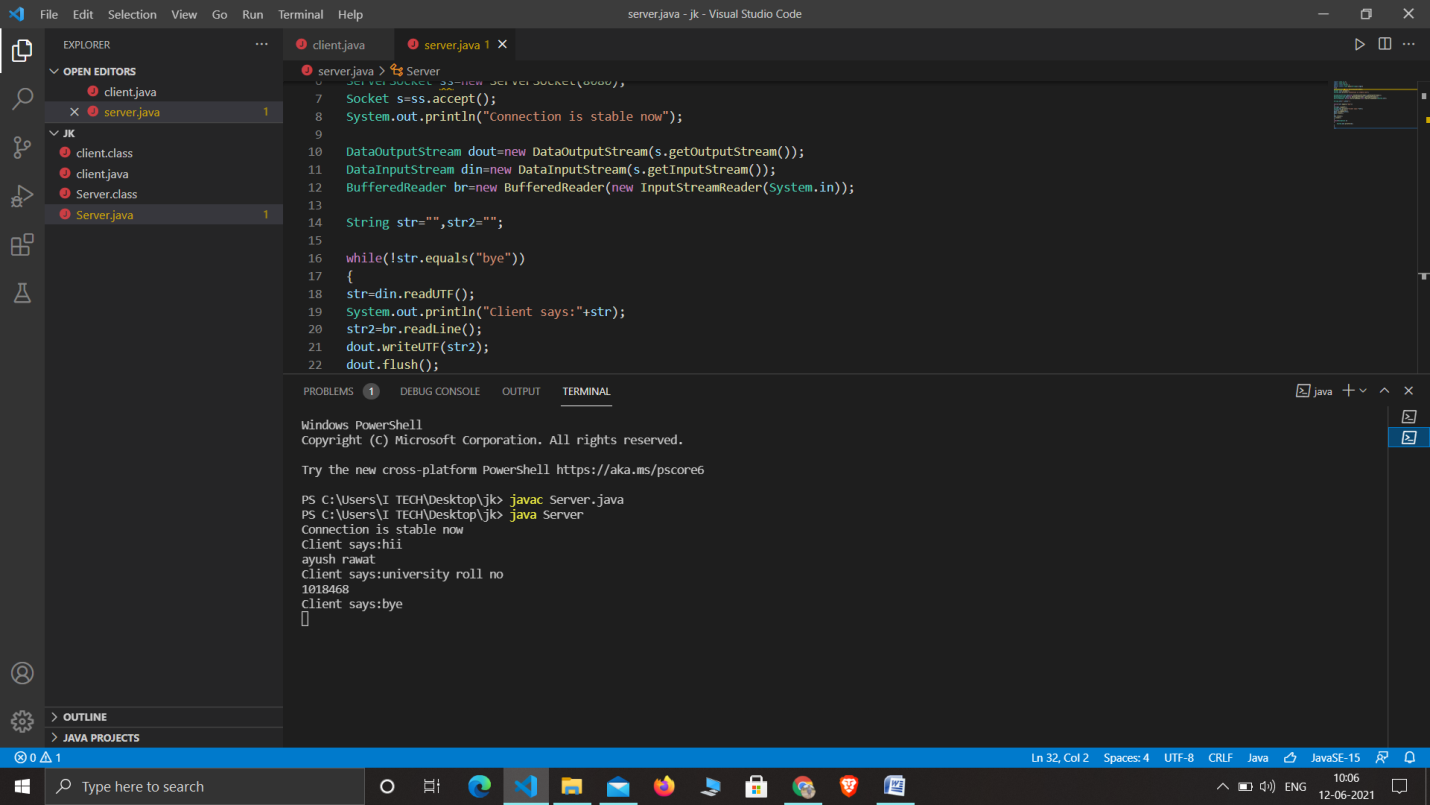 File Edit Selection View Go Run Terminal Help
server.java - jk - Visual Studio Code
EXPLORER
OPEN EDITORS
client.java
server.java 1
JK
client.class
client.java
Server.class
Server.java 1
OUTLINE
JAVA PROJECTS
client.java
server.java 1
server.java > Server
6 ServerSocket ss=new ServerSocket(8080);
7 Socket s=ss.accept();
8 System.out.println("Connection is stable now");
9
10 DataOutputStream dout=new DataOutputStream(s.getOutputStream());
11 DataInputStream din=new DataInputStream(s.getInputStream());
12 BufferedReader br=new BufferedReader(new InputStreamReader(System.in));
13
14 String str="",str2="";
15
16 while(!str.equals("bye"))
17 {
18 str=din.readUTF();
19 System.out.println("Client says:"+str);
20 str2=br.readLine();
21 dout.writeUTF(str2);
22 dout.flush();
PROBLEMS 1 DEBUG CONSOLE OUTPUT TERMINAL
java
Windows PowerShell
Copyright (C) Microsoft Corporation. All rights reserved.
Try the new cross-platform PowerShell https://aka.ms/pscore6
PS C:\Users\I TECH\Desktop\jk> javac Server.java
PS C:\Users\I TECH\Desktop\jk> java Server
Connection is stable now
Client says:hii
ayush rawat
Client says:university roll no
1018468
Client says:bye
0 1
Ln 32, Col 2 Spaces: 4 UTF-8 CRLF Java JavaSE-15
Type here to search
ENG
10:06
12-06-2021